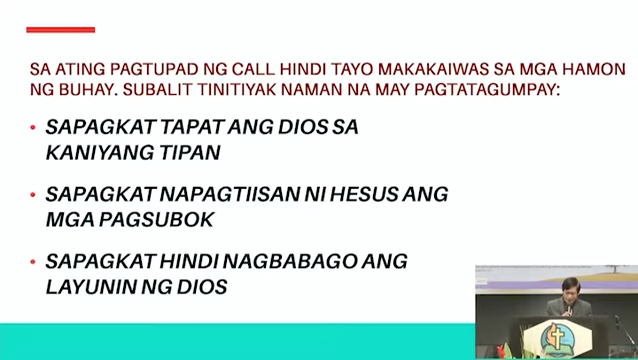 SA ATING PAGTUPAD NG CALL HINDI TAYO MAKAKAIWAS SA MGA HAMON
NG BUHAY. SUBALIT TINITIYAK NAMAN NA MAY PAGTATAGUMPAY:
• SAPAGKAT TAPAT ANG DIOS SA
KANIYANG TIPAN
• SAPAGKAT NAPAGTIISAN NI HESUS ANG
MGA PAGSUBOK
• SAPAGKAT HINDI NAGBABAGO ANG
LAYUNIN NG DIOS